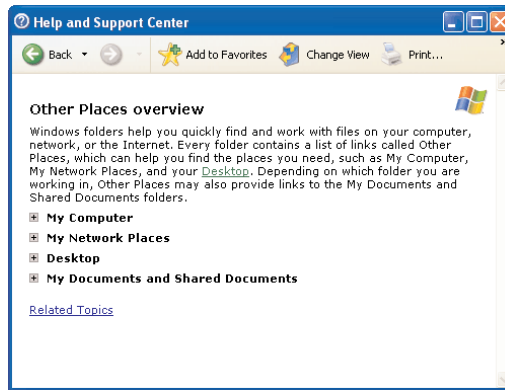 Help and Support Center
Back Add to Favorites Change View Print...
Other Places overview
Windows folders help you quickly find and work with files on your computer,
network, or the Internet. Every folder contains a list of links called Other
Places, which can help you find the places you need, such as My Computer,
My Network Places, and your Desktop. Depending on which folder you are
working in, Other Places may also provide links to the My Documents and
Shared Documents folders.
My Computer
My Network Places
Desktop
My Documents and Shared Documents
Related Topics